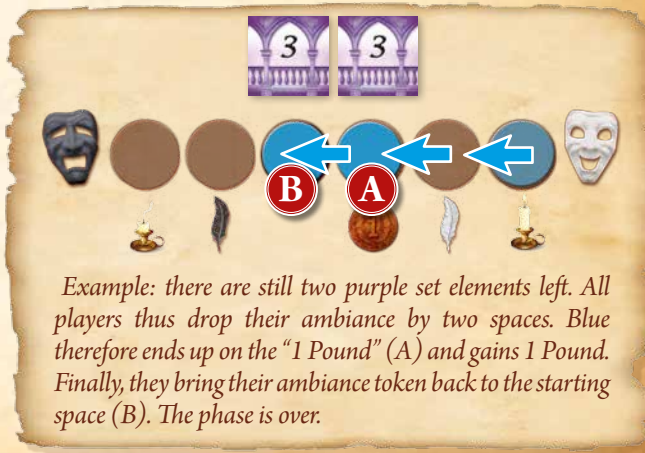 3 3
B A
Example: there are still two purple set elements left. All
players thus drop their ambiance by two spaces. Blue
therefore ends up on the “1 Pound” (A) and gains 1 Pound.
Finally, they bring their ambiance token back to the starting
space (B). The phase is over.